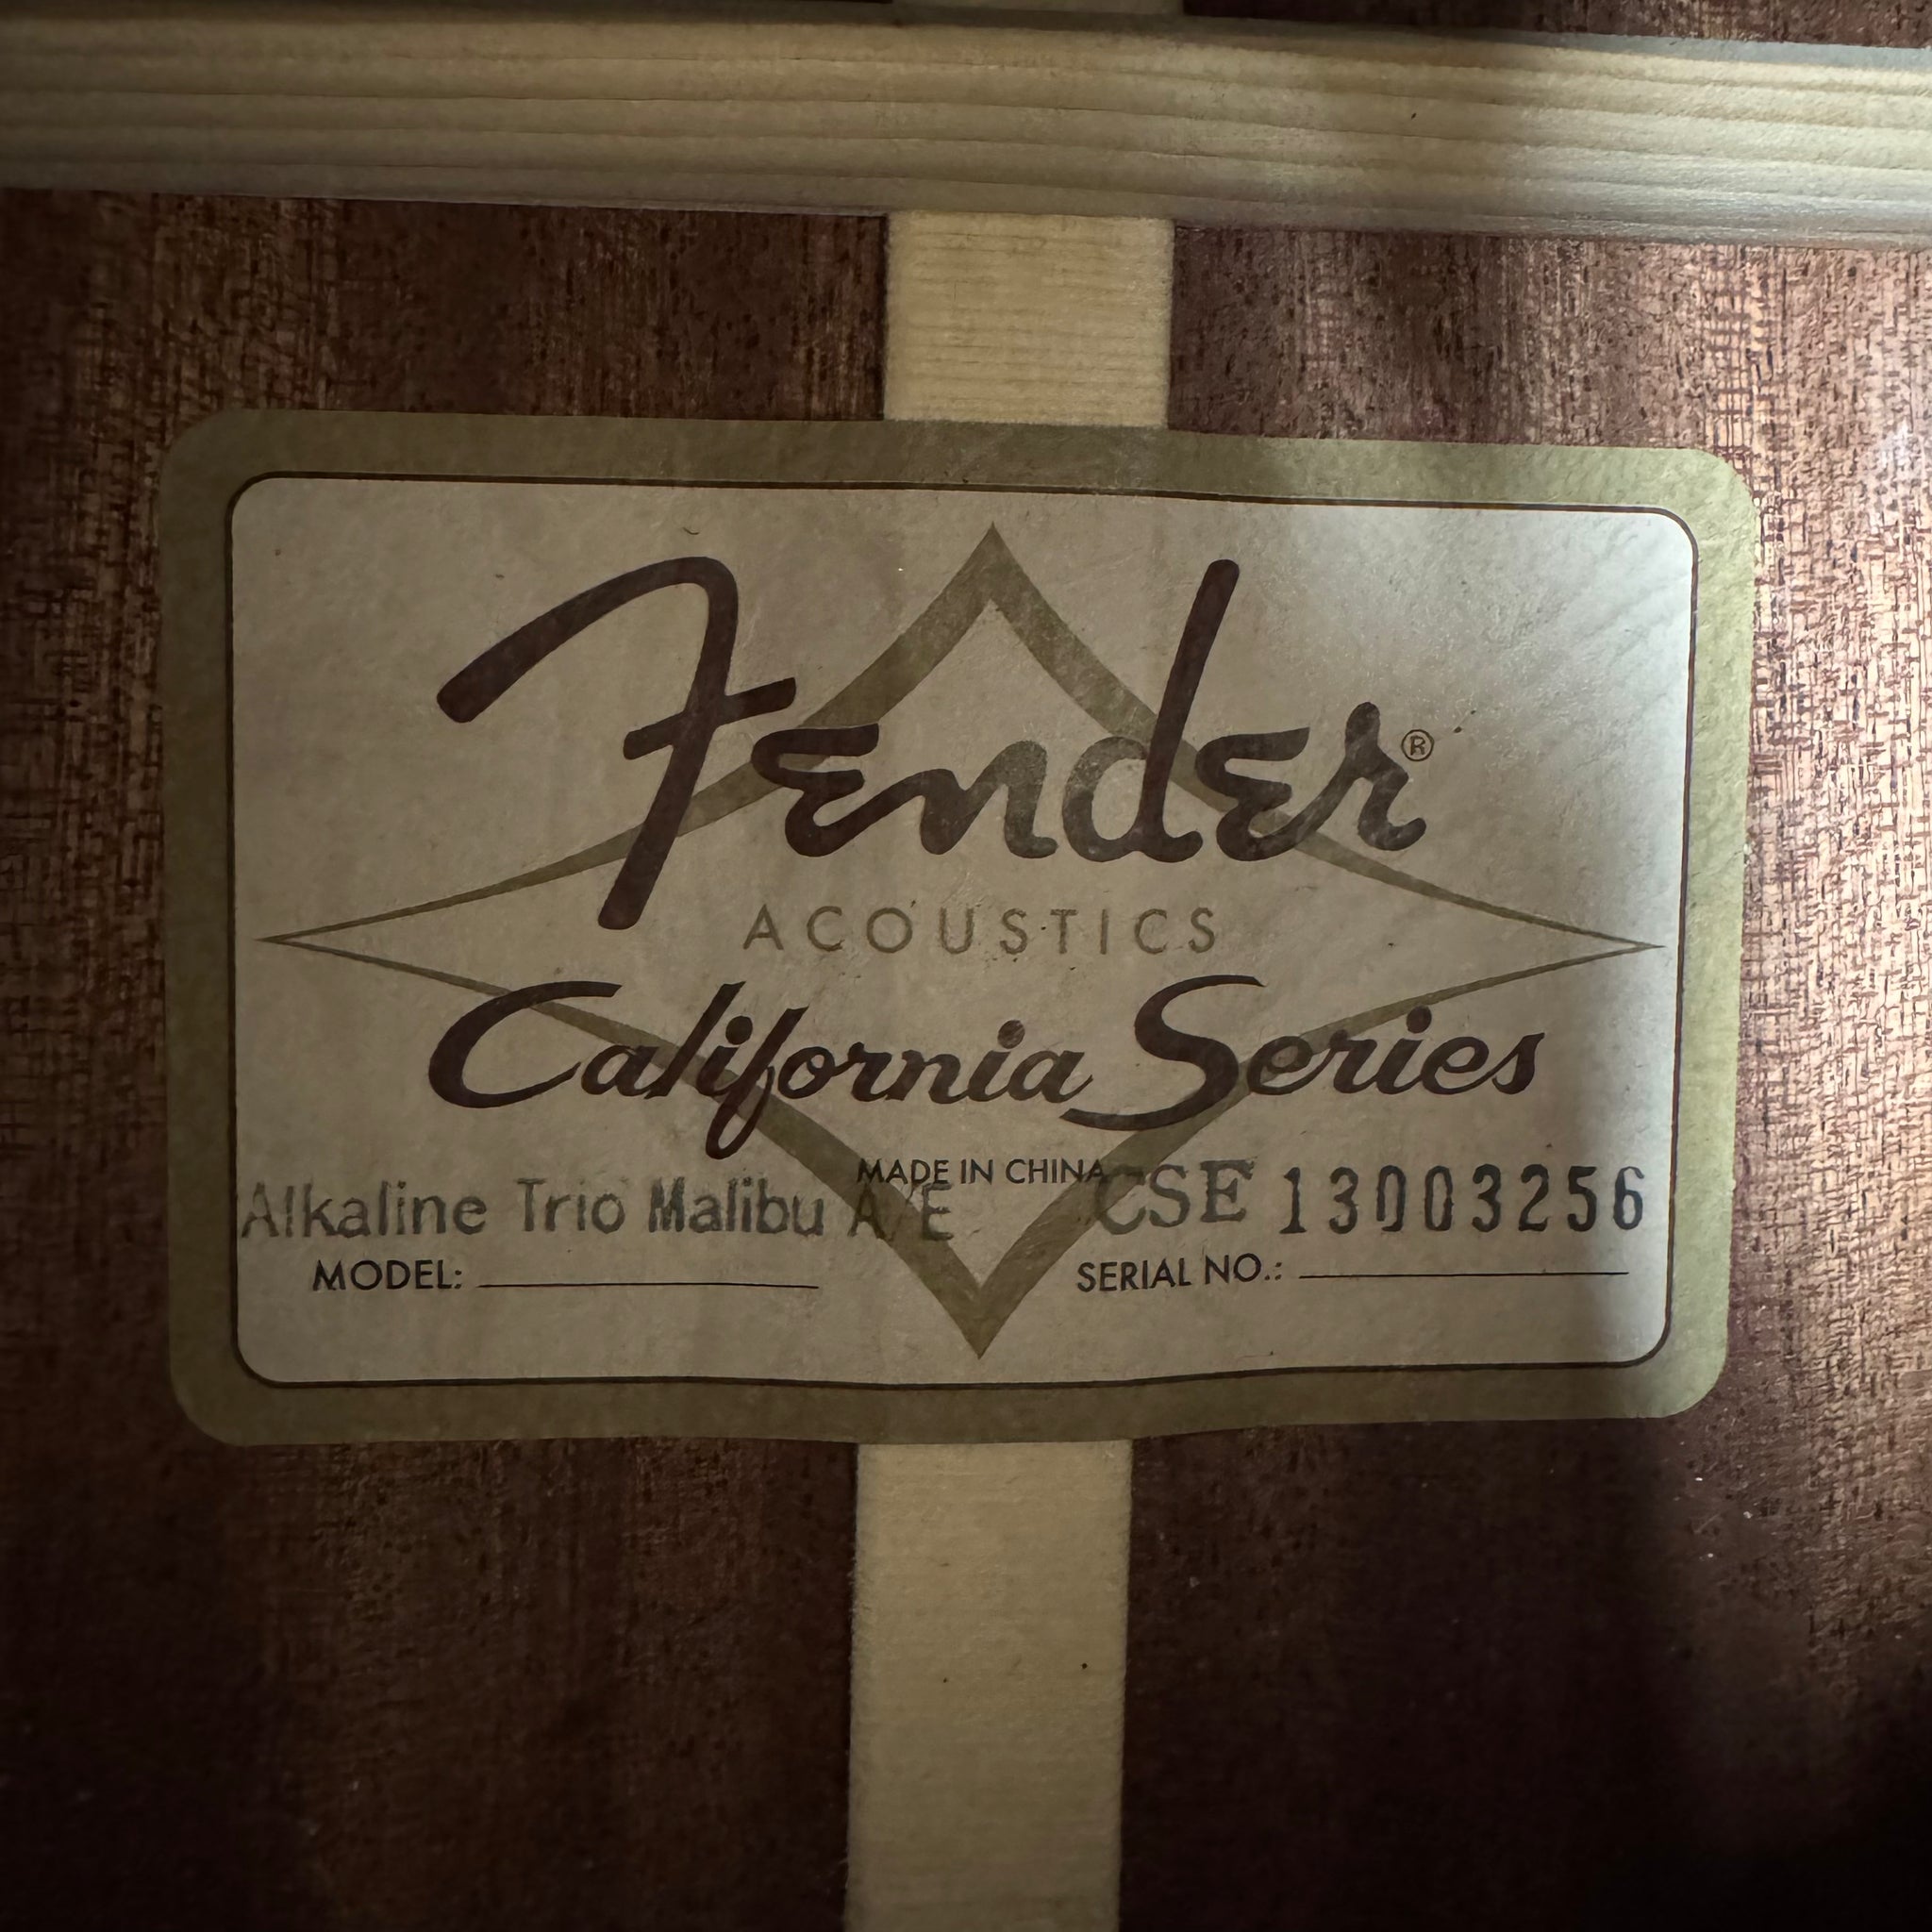 Fender®
ACOUSTICS
California Series
MADE IN CHINA
Alkaline Trio Malibu A/E CSE 13003256
MODEL: SERIAL NO.: